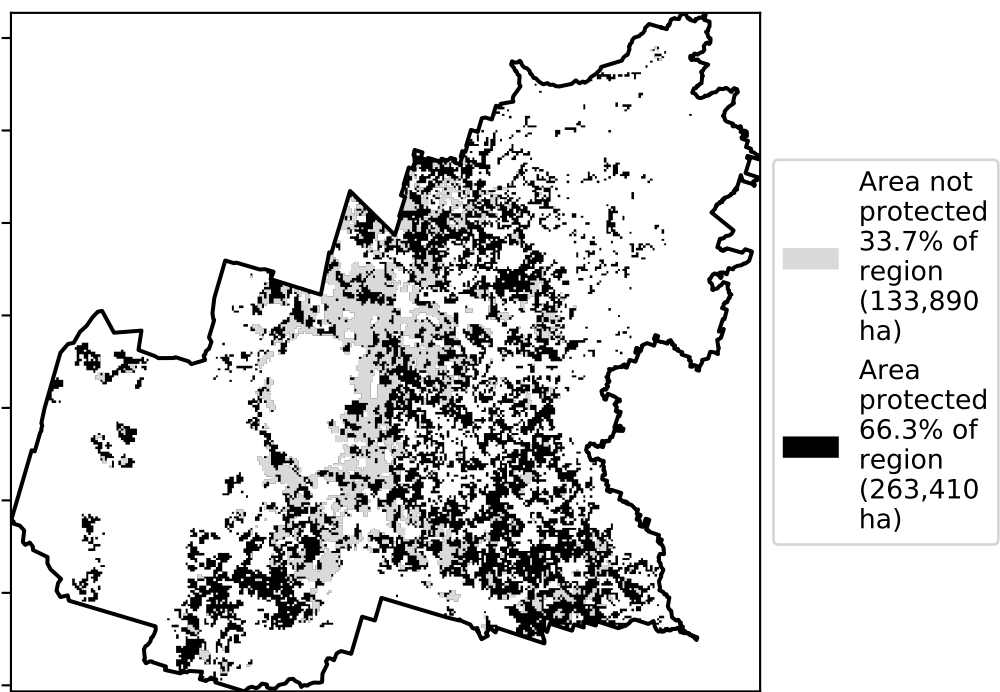 Area not
protected
33.7% of
region
(133,890
ha)
Area
protected
66.3% of
region
(263,410
ha)